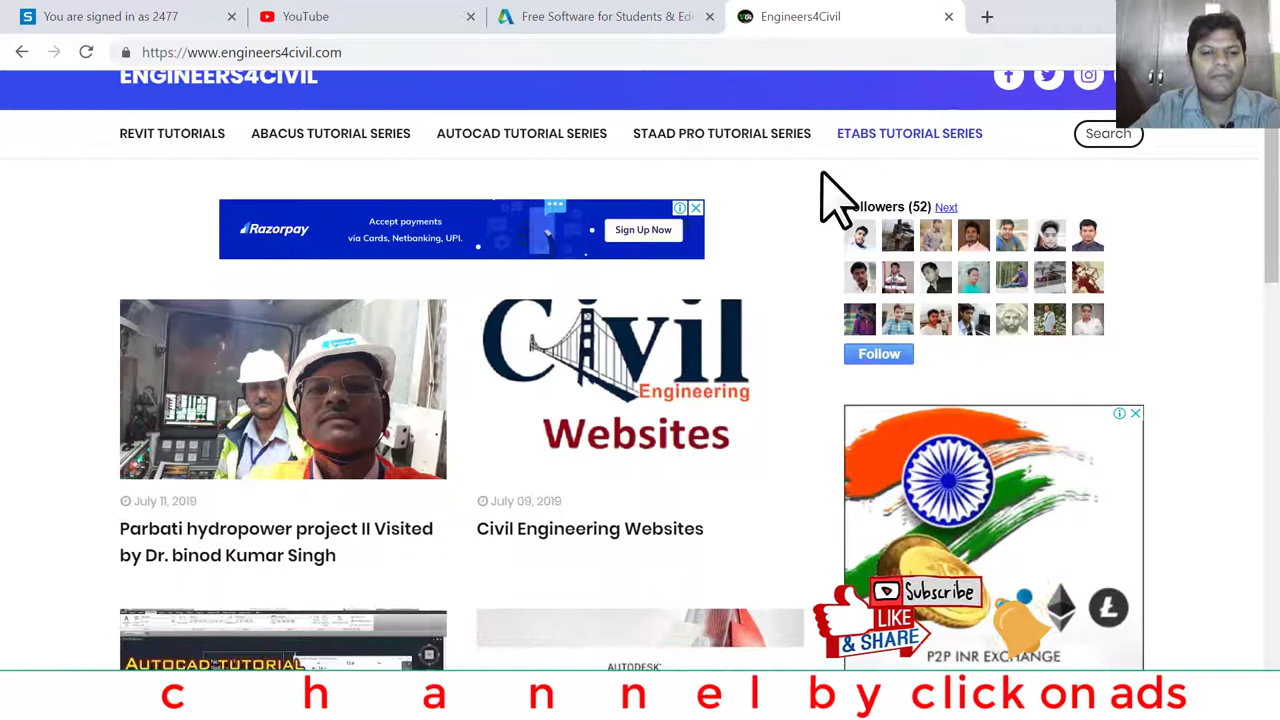 You are signed in as 2477
YouTube
Free Software for Students & Ed
Engineers4Civil
https://www.engineers4civil.com
ENGINEERS4CIVIL
REVIT TUTORIALS
ABACUS TUTORIAL SERIES
AUTOCAD TUTORIAL SERIES
STAAD PRO TUTORIAL SERIES
ETABS TUTORIAL SERIES
Search
Razorpay
Accept payments
via Cards, Netbanking, UPI.
Sign Up Now
ollowers (52) Next
Follow
Civil
Engineering
Websites
July 11, 2019
Parbati hydropower project II Visited
by Dr. binod Kumar Singh
July 09, 2019
Civil Engineering Websites
Subscribe
LIKE
& SHARE
P2P INR EXCHANGE
AUTOCAD TUTORIAL
AUTODESK
c h a n n e l b y click on ads